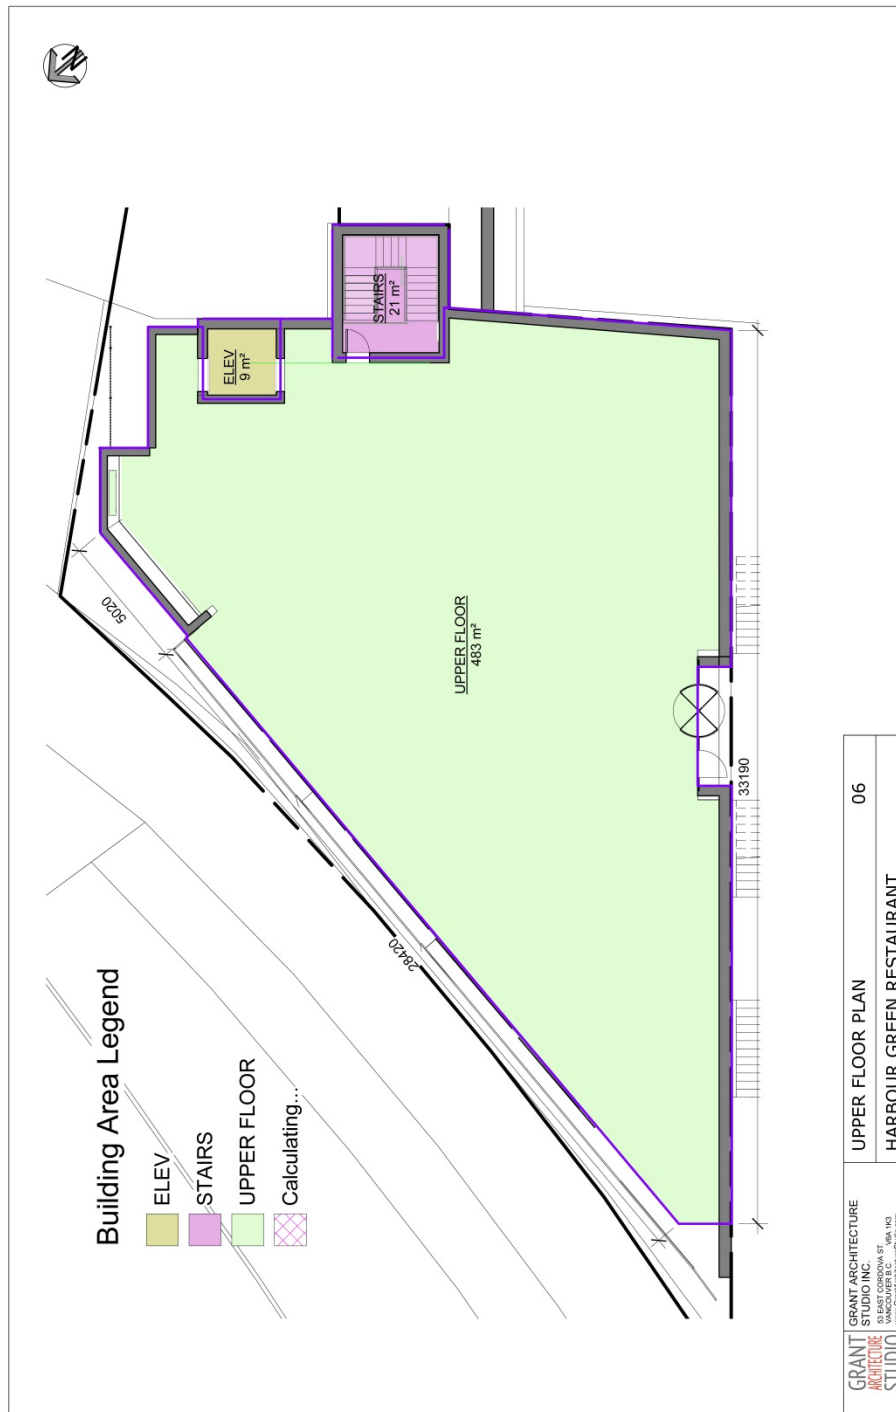 N
STAIRS
21 m²
ELEV
9 m²
UPPER FLOOR
483 m²
5020
28420
33190
Building Area Legend
ELEV
STAIRS
UPPER FLOOR
Calculating...
GRANT
ARCHITECTURE
STUDIO
GRANT ARCHITECTURE
STUDIO INC.
53 EAST CORDOVA ST.
VANCOUVER B.C. V6A 1K3
UPPER FLOOR PLAN 06
HARBOUR GREEN RESTAURANT